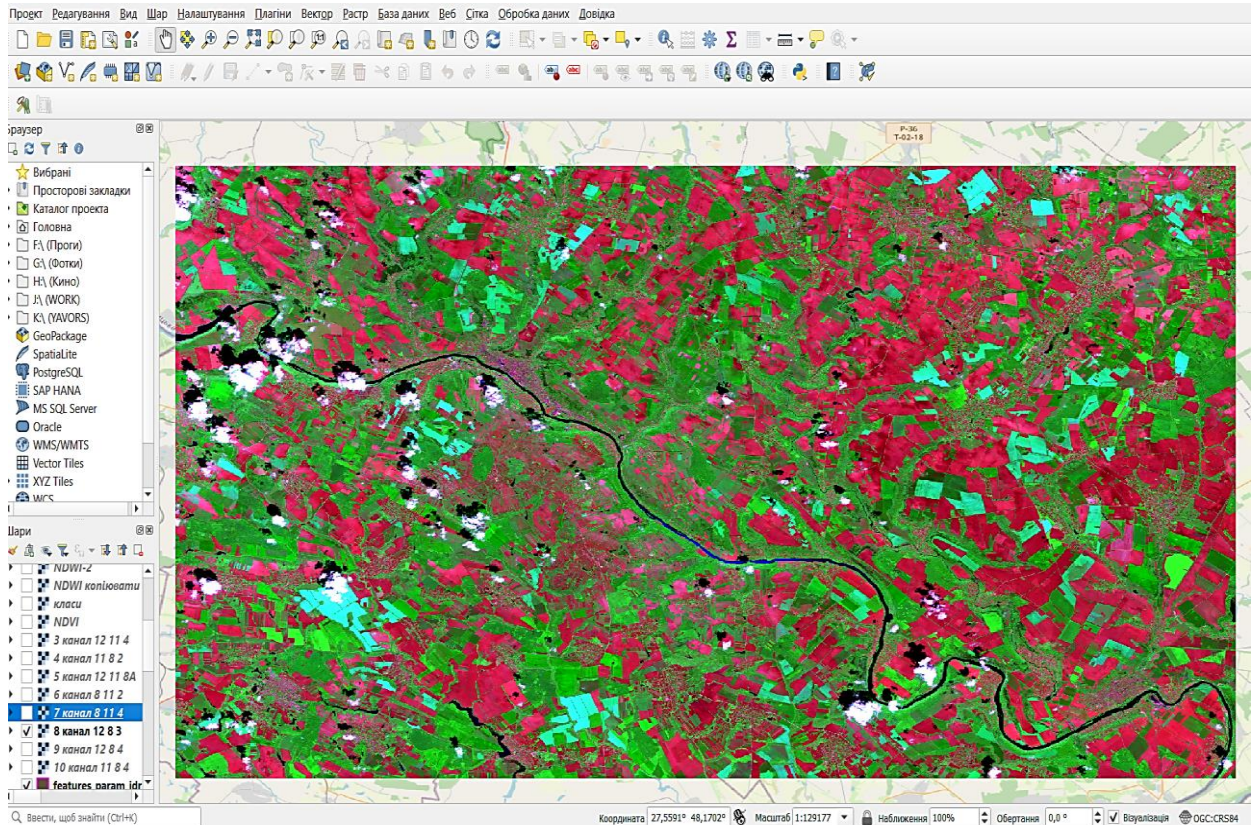 Проект Редагування Вид Шар Налаштування Плагіни Вектор Растр База даних Веб Сітка Обробка даних Довідка
P-36
T-02-18
Браузер
Вибрані
Просторові закладки
Каталог проекта
Головна
F:\ (Проги)
G:\ (Фотки)
H:\ (Кино)
J:\ (WORK)
K:\ (YAVORS)
GeoPackage
SpatiaLite
PostgreSQL
SAP HANA
MS SQL Server
Oracle
WMS/WMTS
Vector Tiles
XYZ Tiles
WCS
Шари
NDWI-2
NDWI копіювати
класи
NDVI
3 канал 12 11 4
4 канал 11 8 2
5 канал 12 11 8A
6 канал 8 11 2
7 канал 8 11 4
8 канал 12 8 3
9 канал 12 8 4
10 канал 11 8 4
features_param_idr
Ввести, щоб знайти (Ctrl+K) Координата 27,5591° 48,1702° Масштаб 1:129177 Наближення 100% Обертання 0,0 ° Візуалізація OGC:CRS84